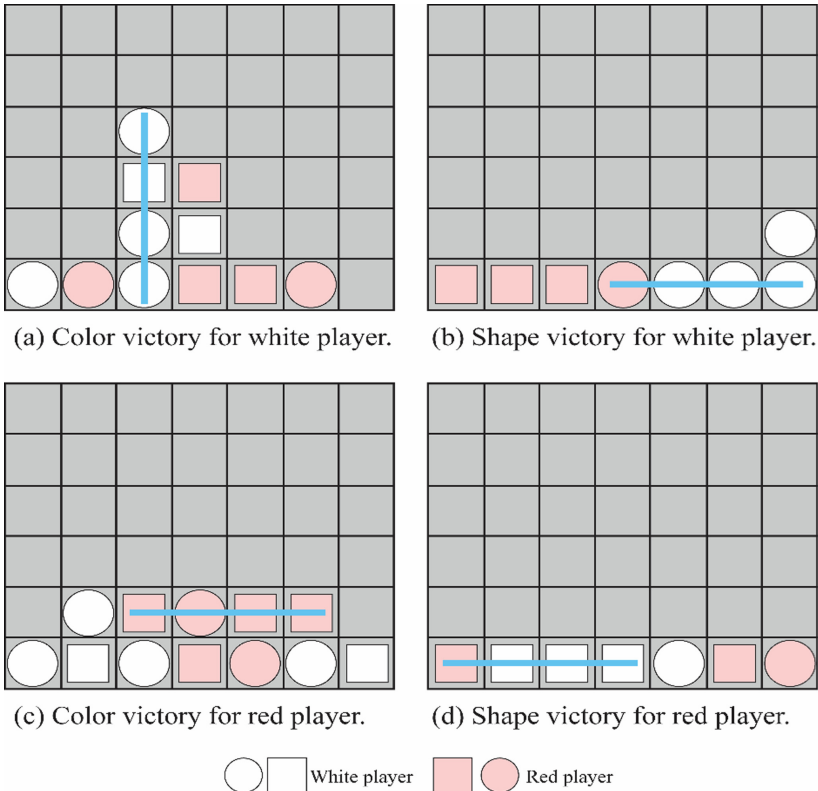 (a) Color victory for white player.
(b) Shape victory for white player.
(c) Color victory for red player.
(d) Shape victory for red player.
White player
Red player